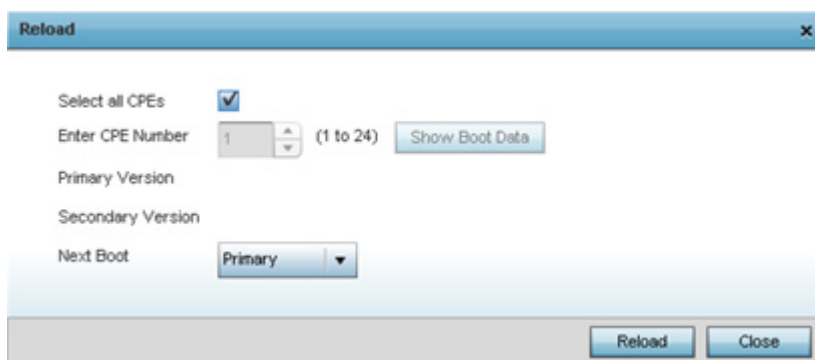 Reload
Select all CPEs
Enter CPE Number 1 (1 to 24) Show Boot Data
Primary Version
Secondary Version
Next Boot Primary
Reload Close